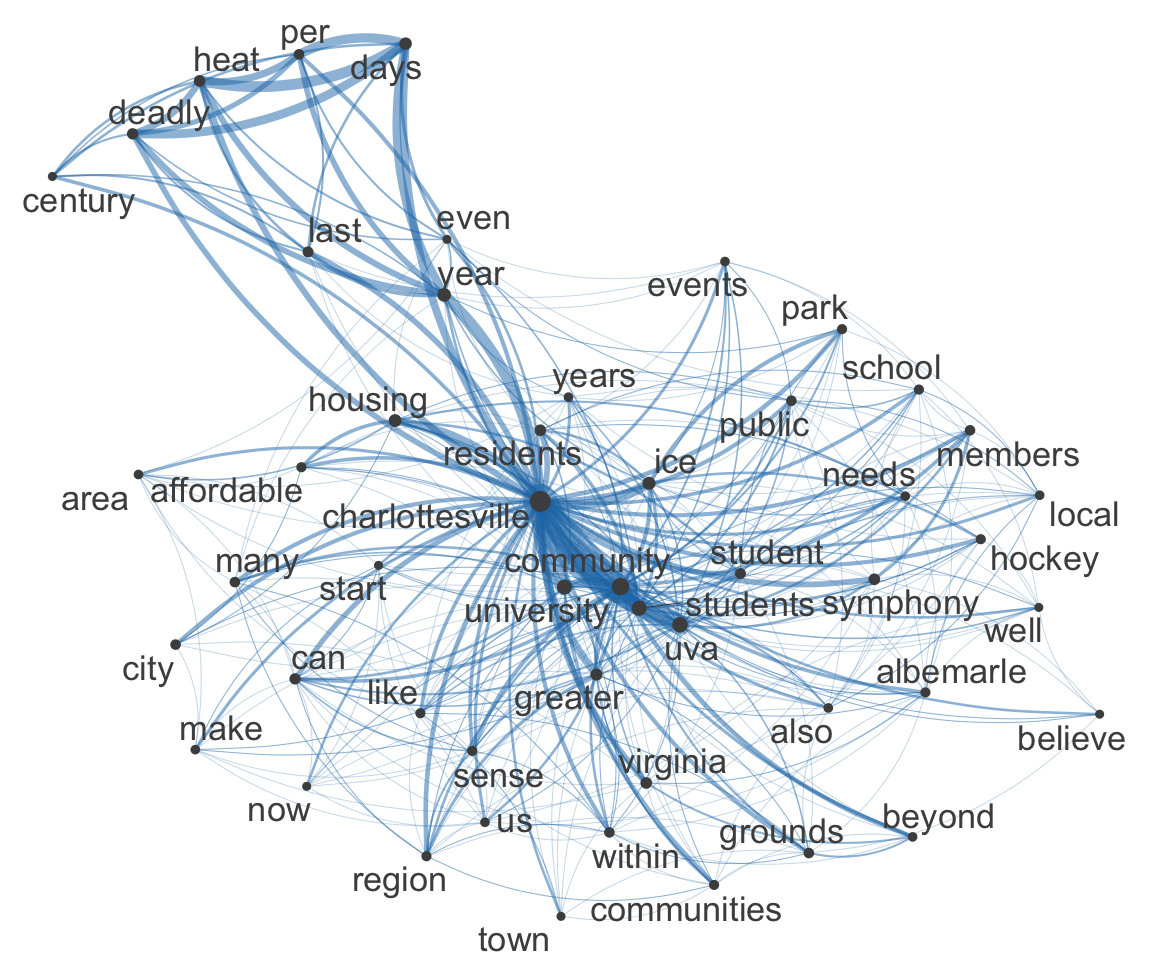 per
heat
days
deadly
century
last
even
year
events
park
school
years
housing
public
residents
ice
members
needs
area
affordable
local
charlottesville
many
community
student
hockey
start
university
students
symphony
well
uva
city
can
albemarle
like
greater
make
also
believe
sense
virginia
now
us
grounds
beyond
within
region
communities
town